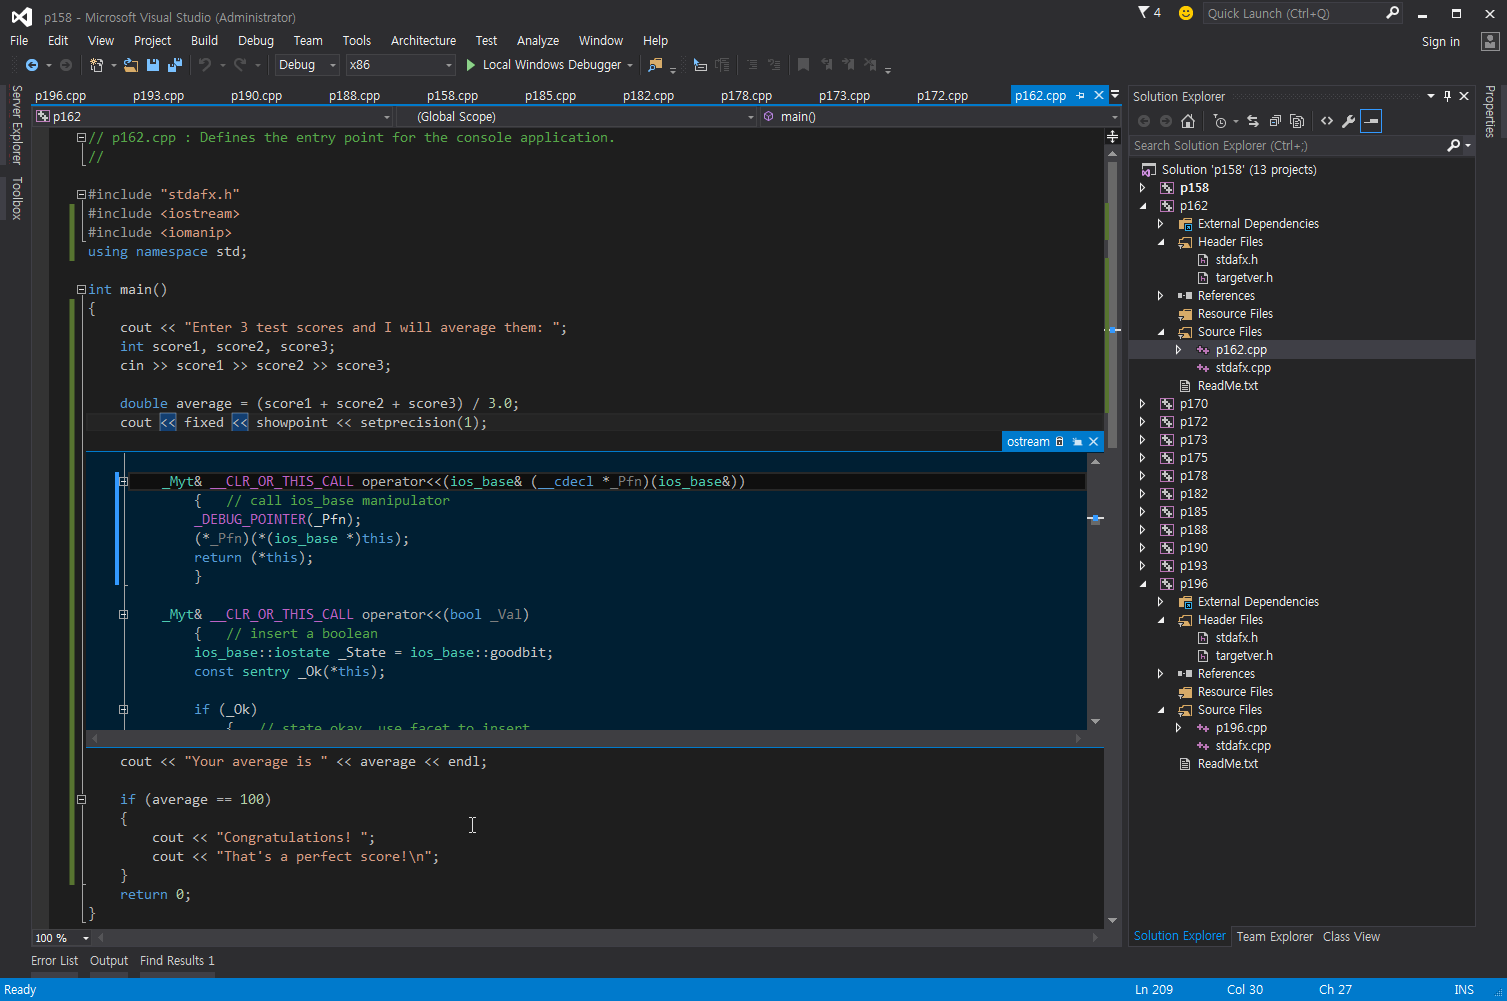 p158 - Microsoft Visual Studio (Administrator)
4
Quick Launch (Ctrl+Q)
File Edit View Project Build Debug Team Tools Architecture Test Analyze Window Help
Sign in
Debug x86 Local Windows Debugger
Server Explorer
Toolbox
p196.cpp p193.cpp p190.cpp p188.cpp p158.cpp p185.cpp p182.cpp p178.cpp p173.cpp p172.cpp p162.cpp
p162 (Global Scope) main()
// p162.cpp : Defines the entry point for the console application.
//
#include "stdafx.h"
#include <iostream>
#include <iomanip>
using namespace std;
int main()
{
cout << "Enter 3 test scores and I will average them: ";
int score1, score2, score3;
cin >> score1 >> score2 >> score3;
double average = (score1 + score2 + score3) / 3.0;
cout << fixed << showpoint << setprecision(1);
ostream
_Myt& __CLR_OR_THIS_CALL operator<<(ios_base& (__cdecl *_Pfn)(ios_base&))
{ // call ios_base manipulator
_DEBUG_POINTER(_Pfn);
(*_Pfn)(*(ios_base *)this);
return (*this);
}
_Myt& __CLR_OR_THIS_CALL operator<<(bool _Val)
{ // insert a boolean
ios_base::iostate _State = ios_base::goodbit;
const sentry _Ok(*this);
if (_Ok)
{ // state okay, use facet to insert
cout << "Your average is " << average << endl;
if (average == 100)
{
cout << "Congratulations! ";
cout << "That's a perfect score!\n";
}
return 0;
}
100 %
Error List Output Find Results 1
Solution Explorer
Search Solution Explorer (Ctrl+;)
Solution 'p158' (13 projects)
p158
p162
External Dependencies
Header Files
stdafx.h
targetver.h
References
Resource Files
Source Files
p162.cpp
stdafx.cpp
ReadMe.txt
p170
p172
p173
p175
p178
p182
p185
p188
p190
p193
p196
External Dependencies
Header Files
stdafx.h
targetver.h
References
Resource Files
Source Files
p196.cpp
stdafx.cpp
ReadMe.txt
Solution Explorer Team Explorer Class View
Properties
Ready
Ln 209 Col 30 Ch 27 INS